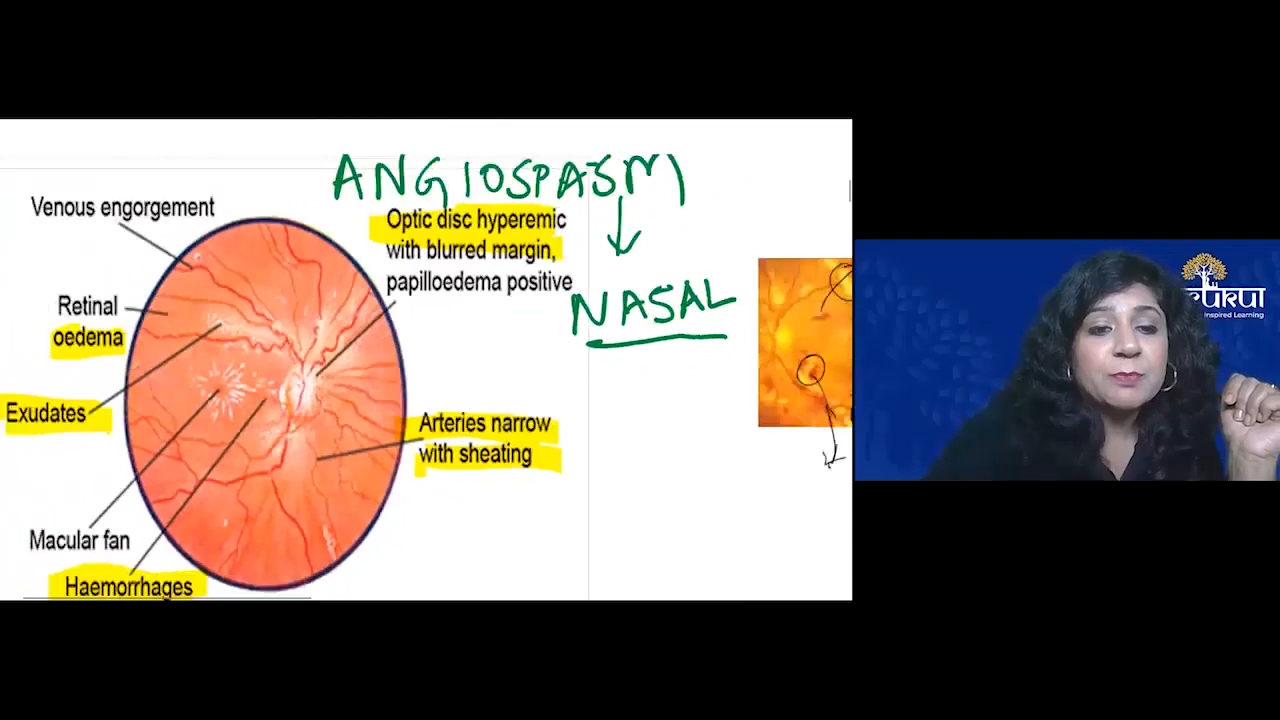 ANGIOSPASM
NASAL
Venous engorgement
Optic disc hyperemic
with blurred margin,
papilloedema positive
Retinal
oedema
Exudates
Arteries narrow
with sheating
Macular fan
Haemorrhages
Inspired Learning